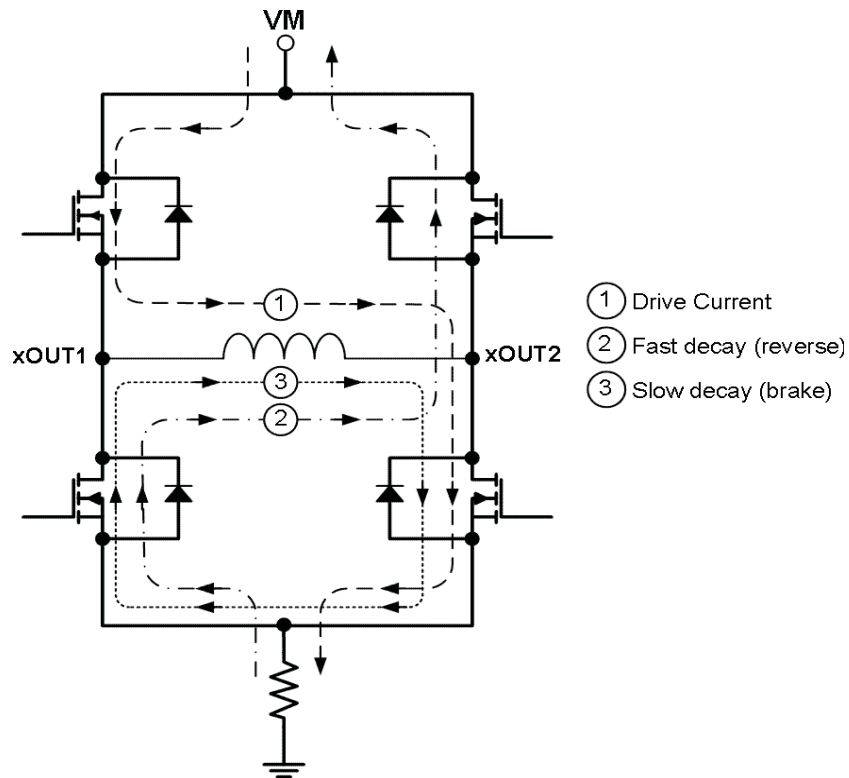 VM
1
1 Drive Current
xOUT1
xOUT2
2 Fast decay (reverse)
3
3 Slow decay (brake)
2